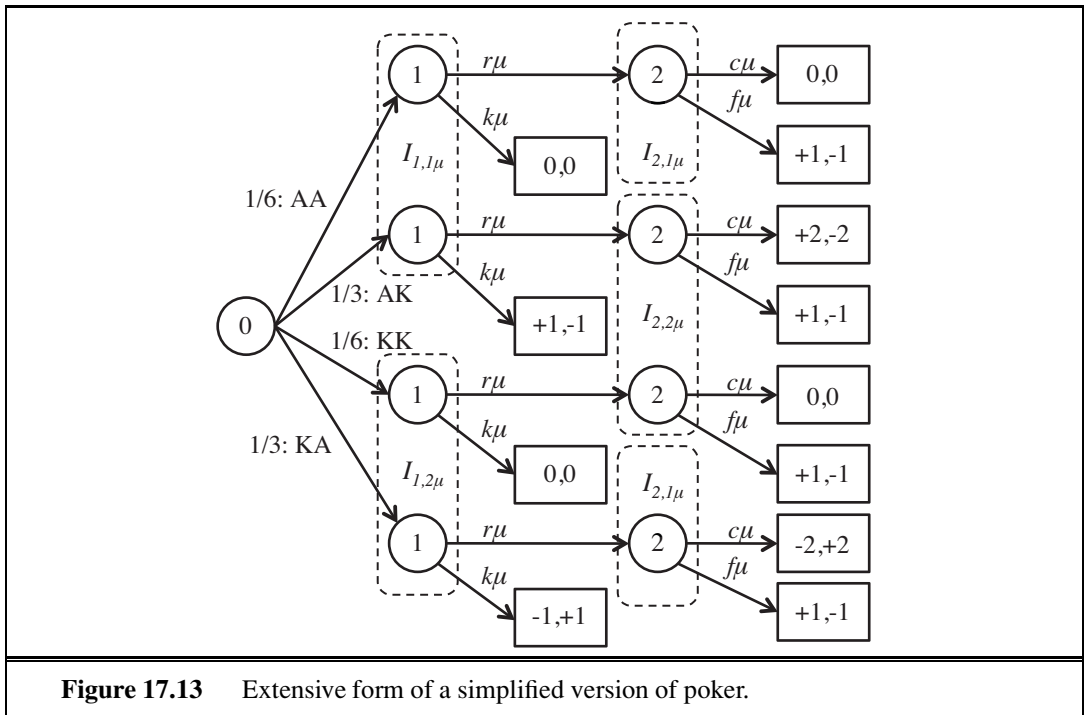 1
rμ
2
cμ
0,0
fμ
kμ
I1,1μ
0,0
I2,1μ
+1,-1
1/6: AA
1
rμ
2
cμ
+2,-2
fμ
kμ
1/3: AK
+1,-1
I2,2μ
+1,-1
0
1/6: KK
1
rμ
2
cμ
0,0
fμ
kμ
1/3: KA
I1,2μ
0,0
I2,1μ
+1,-1
1
rμ
2
cμ
-2,+2
fμ
kμ
-1,+1
+1,-1
Figure 17.13 Extensive form of a simplified version of poker.